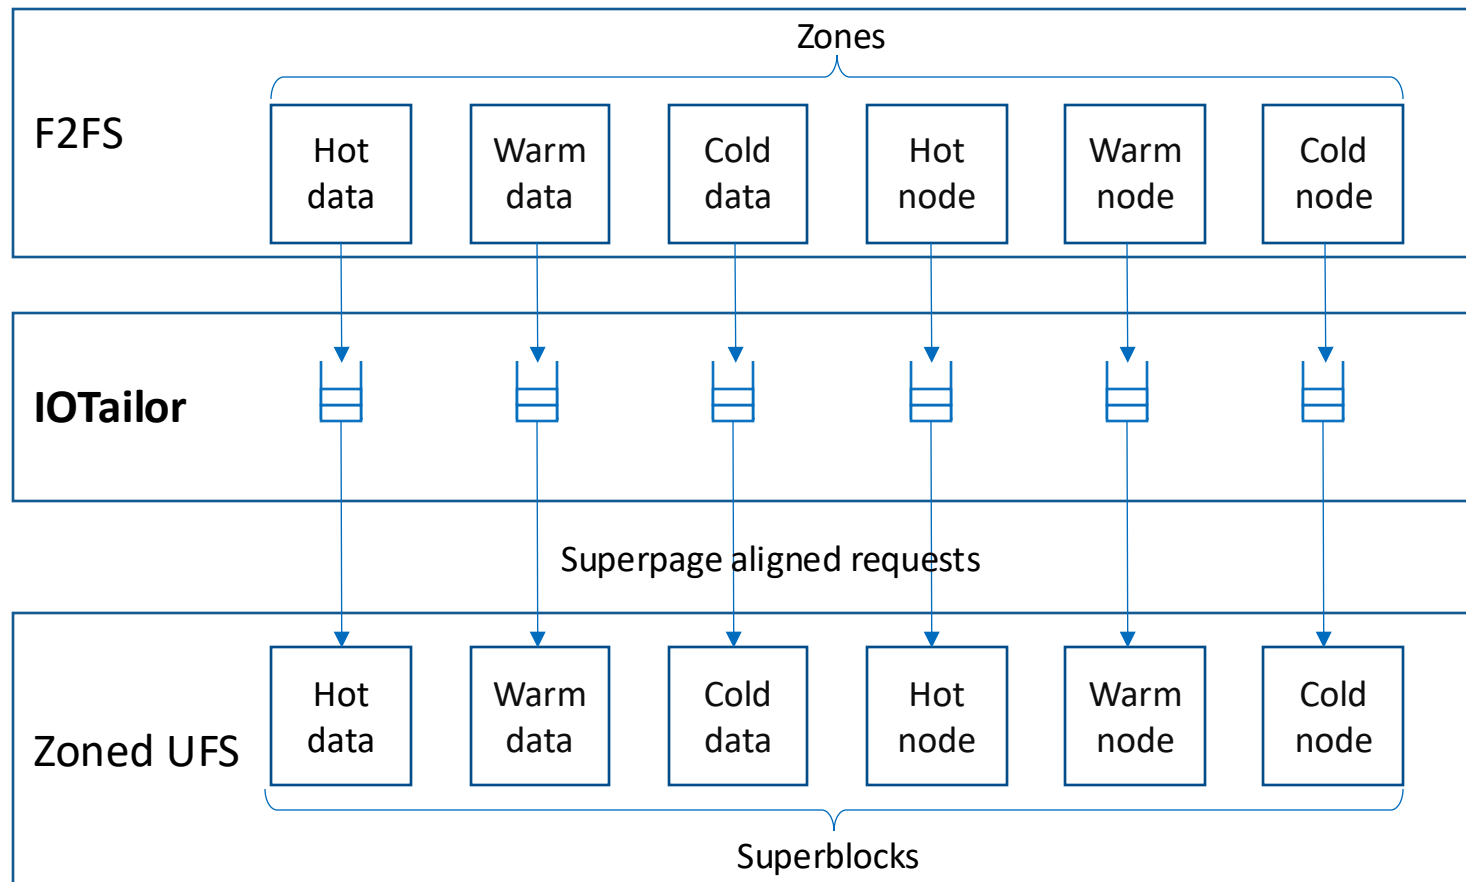 Zones
F2FS
Hot
data
Warm
data
Cold
data
Hot
node
Warm
node
Cold
node
IOTailor
Superpage aligned requests
Zoned UFS
Hot
data
Warm
data
Cold
data
Hot
node
Warm
node
Cold
node
Superblocks